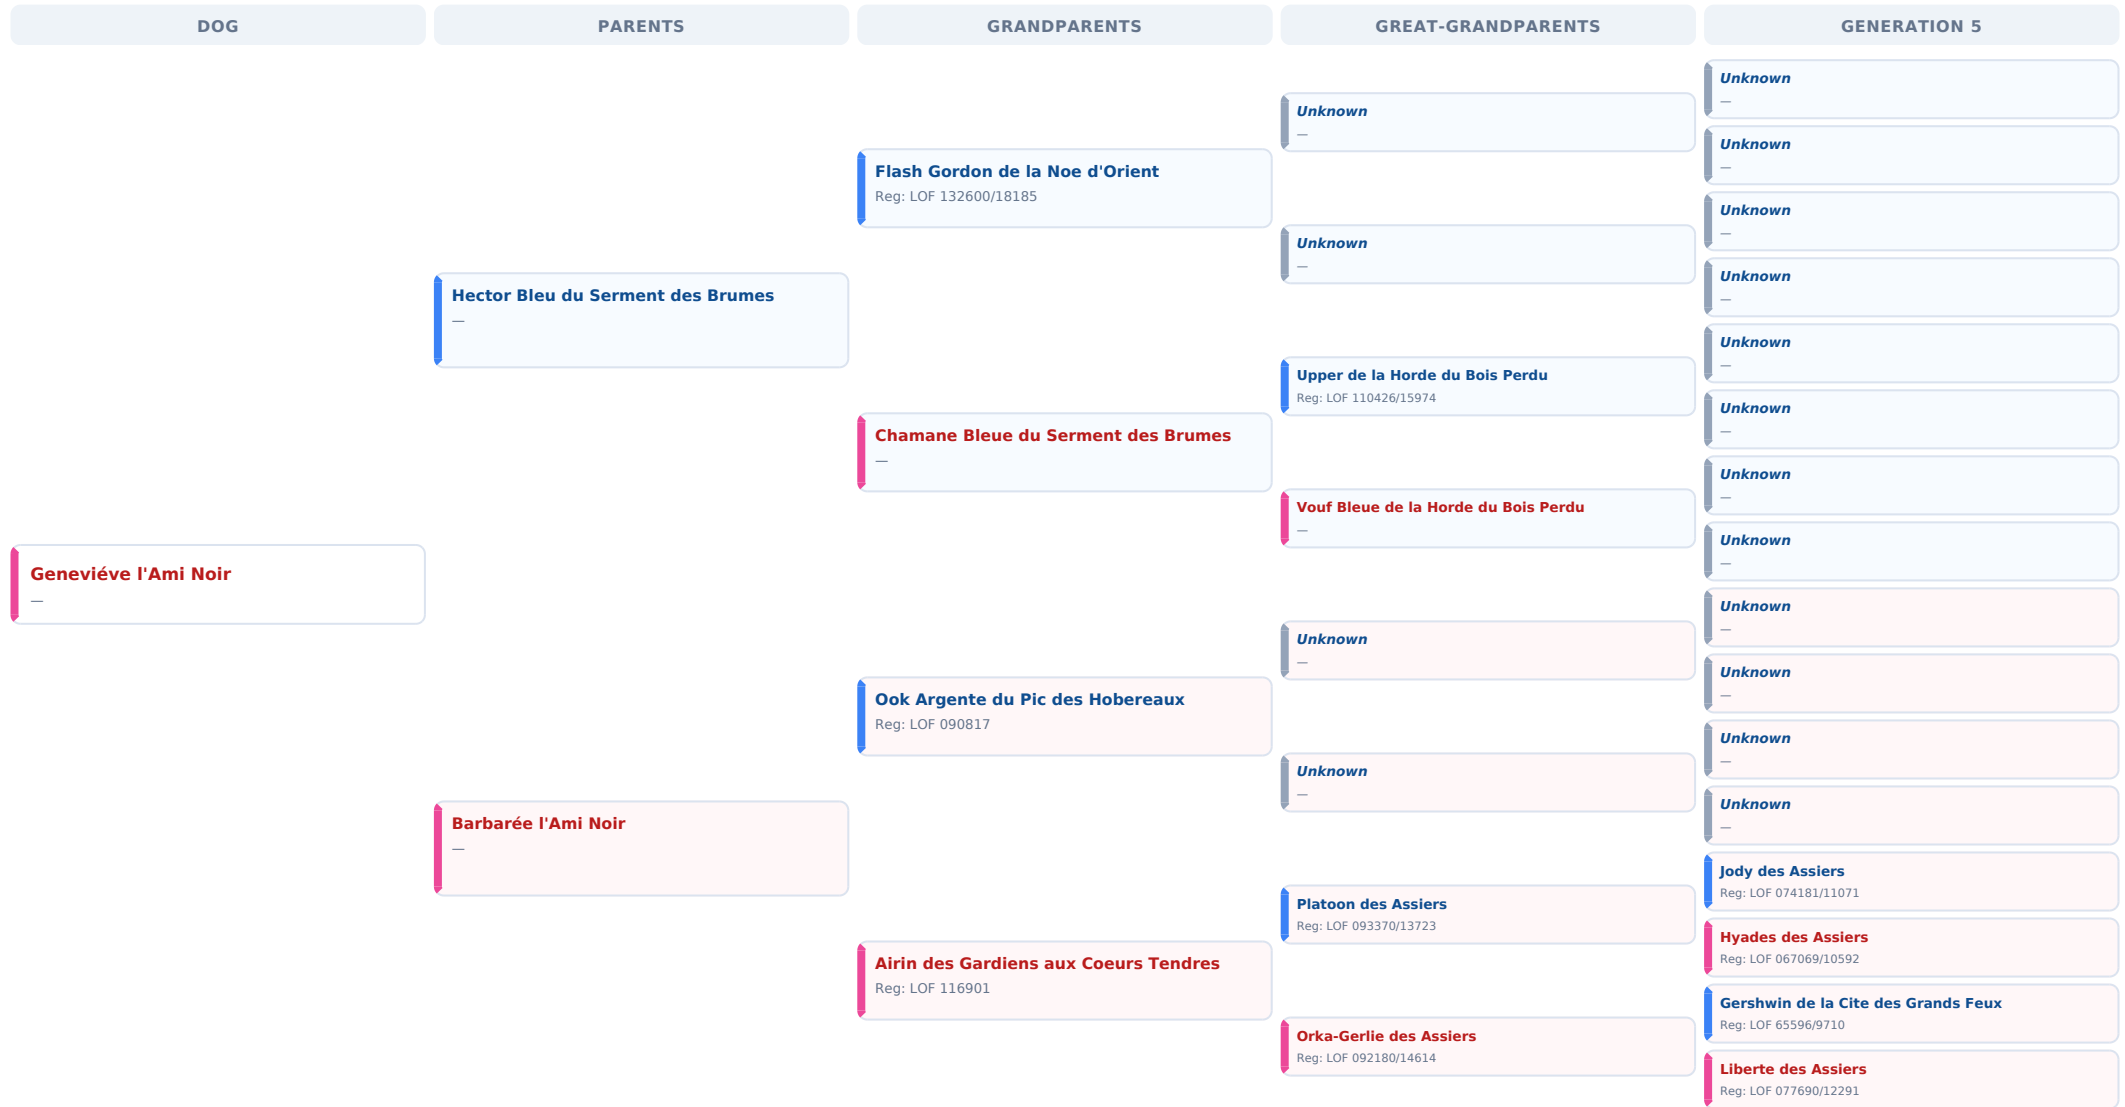 DOG
PARENTS
GRANDPARENTS
GREAT-GRANDPARENTS
GENERATION 5
Geneviéve l'Ami Noir
—
Hector Bleu du Serment des Brumes
—
Barbarée l'Ami Noir
—
Flash Gordon de la Noe d'Orient
Reg: LOF 132600/18185
Chamane Bleue du Serment des Brumes
—
Ook Argente du Pic des Hobereaux
Reg: LOF 090817
Airin des Gardiens aux Coeurs Tendres
Reg: LOF 116901
Unknown
—
Unknown
—
Upper de la Horde du Bois Perdu
Reg: LOF 110426/15974
Vouf Bleue de la Horde du Bois Perdu
—
Unknown
—
Unknown
—
Platoon des Assiers
Reg: LOF 093370/13723
Orka-Gerlie des Assiers
Reg: LOF 092180/14614
Unknown
—
Unknown
—
Unknown
—
Unknown
—
Unknown
—
Unknown
—
Unknown
—
Unknown
—
Unknown
—
Unknown
—
Unknown
—
Unknown
—
Jody des Assiers
Reg: LOF 074181/11071
Hyades des Assiers
Reg: LOF 067069/10592
Gershwin de la Cite des Grands Feux
Reg: LOF 65596/9710
Liberte des Assiers
Reg: LOF 077690/12291